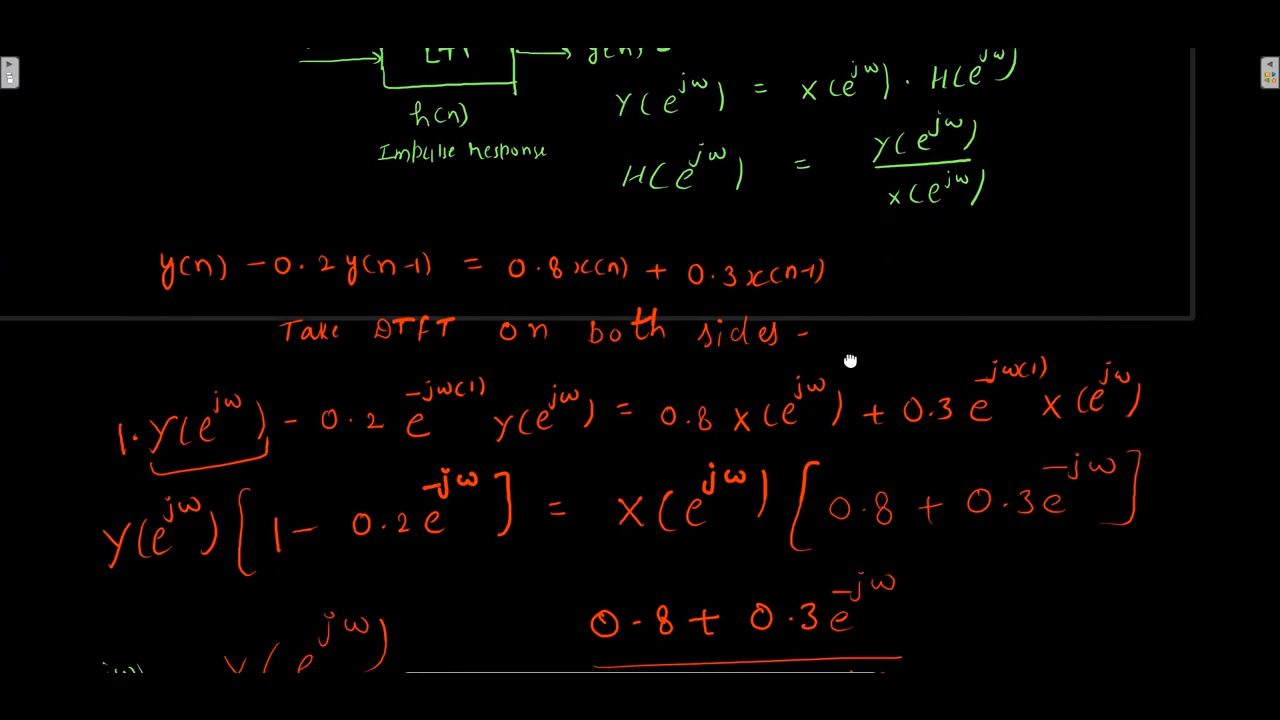 LTI y(n) =
h(n)
Impulse Response
Y(e^{jω}) = X(e^{jω}) · H(e^{jω})
H(e^{jω}) = Y(e^{jω}) / X(e^{jω})
y(n) - 0.2 y(n-1) = 0.8 x(n) + 0.3 x(n-1)
Take DTFT on both sides -
1. Y(e^{jω}) - 0.2 e^{-jω(1)} Y(e^{jω}) = 0.8 X(e^{jω}) + 0.3 e^{-jω(1)} X(e^{jω})
Y(e^{jω}) [1 - 0.2 e^{-jω}] = X(e^{jω}) [0.8 + 0.3 e^{-jω}]
0.8 + 0.3 e^{-jω}
Y(e^{jω})